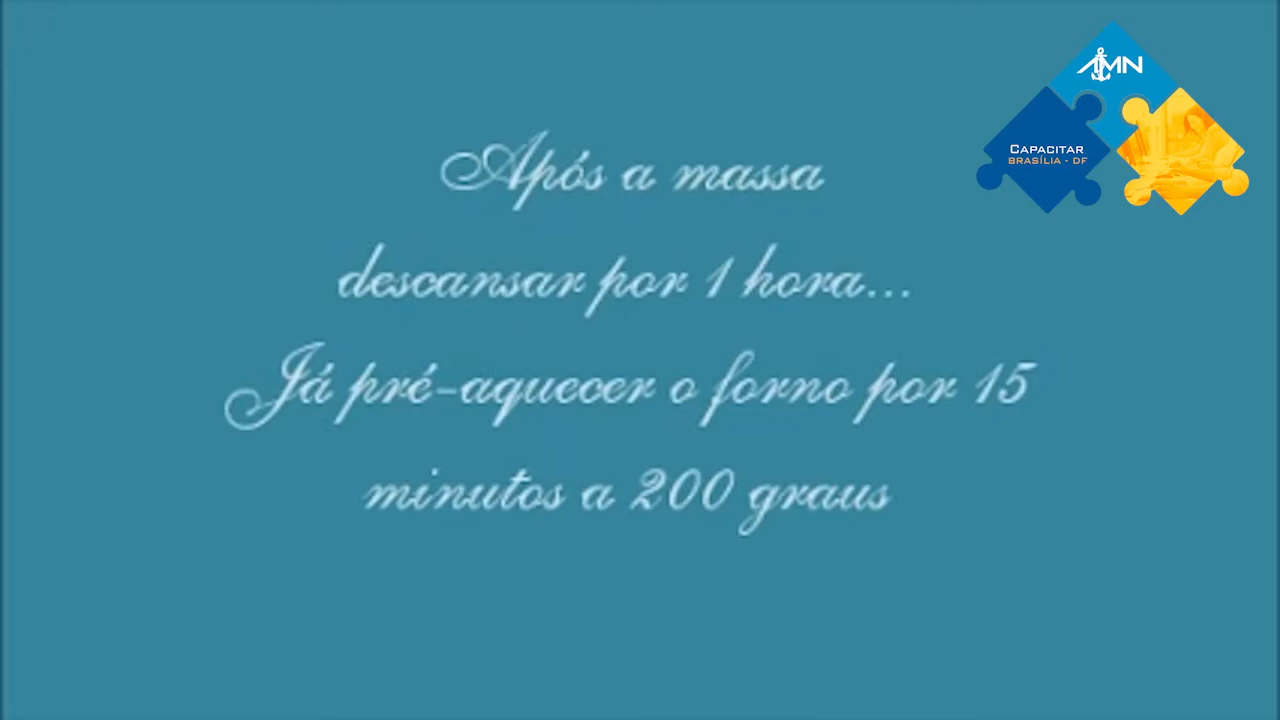 AMN
CAPACITAR
BRASÍLIA - DF
Após a massa
descansar por 1 hora...
Já pré-aquecer o forno por 15
minutos a 200 graus